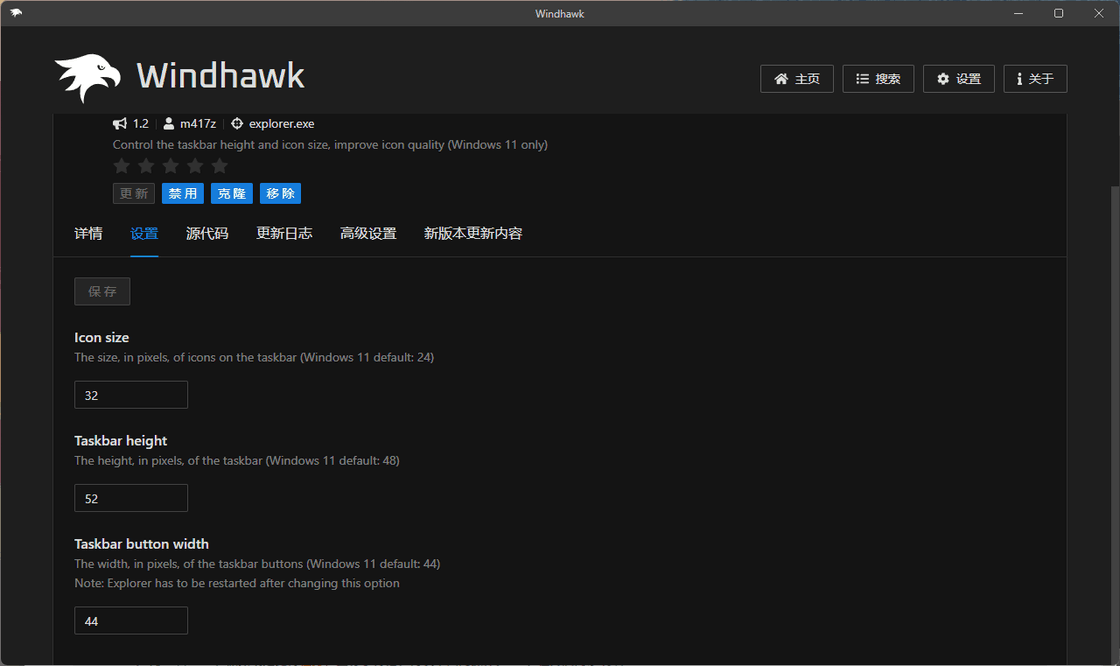 Windhawk
Windhawk
主页 搜索 设置 关于
1.2 m417z explorer.exe
Control the taskbar height and icon size, improve icon quality (Windows 11 only)
更新 禁用 克隆 移除
详情 设置 源代码 更新日志 高级设置 新版本更新内容
保存
Icon size
The size, in pixels, of icons on the taskbar (Windows 11 default: 24)
32
Taskbar height
The height, in pixels, of the taskbar (Windows 11 default: 48)
52
Taskbar button width
The width, in pixels, of the taskbar buttons (Windows 11 default: 44)
Note: Explorer has to be restarted after changing this option
44